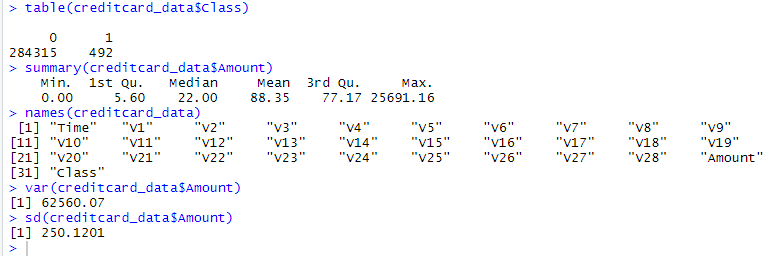 > table(creditcard_data$Class)
0 1
284315 492
> summary(creditcard_data$Amount)
Min. 1st Qu. Median Mean 3rd Qu. Max.
0.00 5.60 22.00 88.35 77.17 25691.16
> names(creditcard_data)
[1] "Time" "V1" "V2" "V3" "V4" "V5" "V6" "V7" "V8" "V9"
[11] "V10" "V11" "V12" "V13" "V14" "V15" "V16" "V17" "V18" "V19"
[21] "V20" "V21" "V22" "V23" "V24" "V25" "V26" "V27" "V28" "Amount"
[31] "Class"
> var(creditcard_data$Amount)
[1] 62560.07
> sd(creditcard_data$Amount)
[1] 250.1201
>